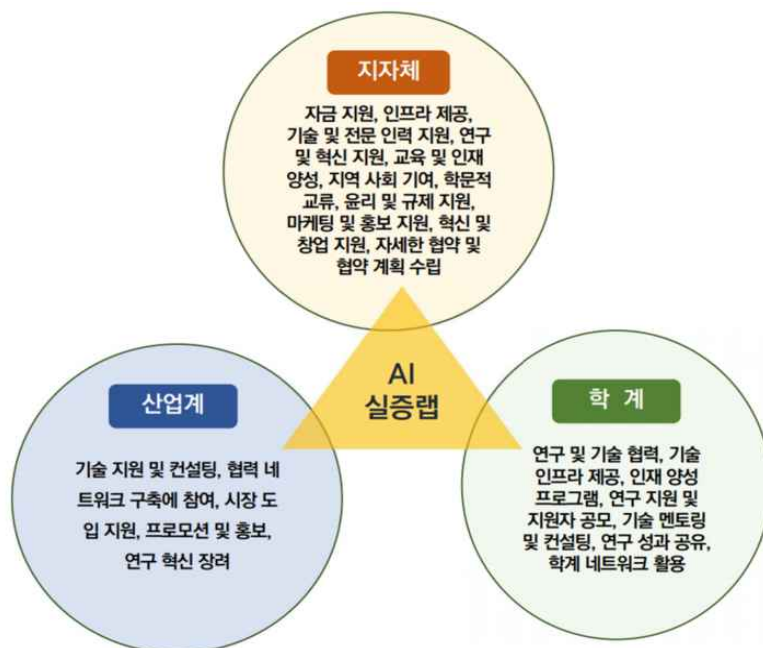 지자체
자금 지원, 인프라 제공,
기술 및 전문 인력 지원, 연구
및 혁신 지원, 교육 및 인재
양성, 지역 사회 기여, 학문적
교류, 윤리 및 규제 지원,
마케팅 및 홍보 지원, 혁신 및
창업 지원, 자세한 협약 및
협약 계획 수립
AI
실증랩
산업계
기술 지원 및 컨설팅, 협력 네
트워크 구축에 참여, 시장 도
입 지원, 프로모션 및 홍보,
연구 혁신 장려
학 계
연구 및 기술 협력, 기술
인프라 제공, 인재 양성
프로그램, 연구 지원 및
지원자 공모, 기술 멘토링
및 컨설팅, 연구 성과 공유,
학계 네트워크 활용